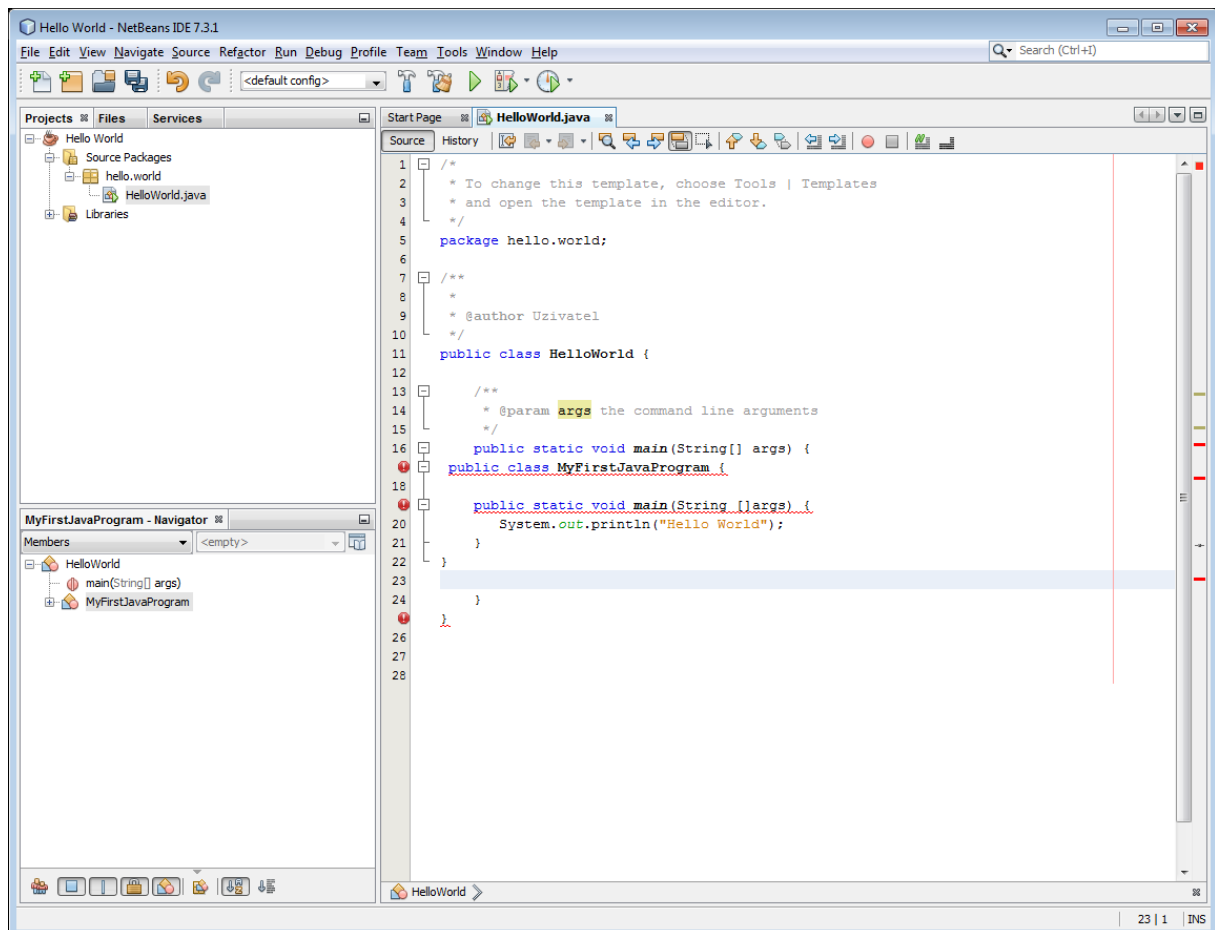 Hello World - NetBeans IDE 7.3.1
File Edit View Navigate Source Refactor Run Debug Profile Team Tools Window Help
Search (Ctrl+I)
<default config>
Projects Files Services
Hello World
Source Packages
hello.world
HelloWorld.java
Libraries
MyFirstJavaProgram - Navigator
Members <empty>
HelloWorld
main(String[] args)
MyFirstJavaProgram
Start Page HelloWorld.java
Source History
1 /*
2 * To change this template, choose Tools | Templates
3 * and open the template in the editor.
4 */
5 package hello.world;
6
7 /**
8 *
9 * @author Uzivatel
10 */
11 public class HelloWorld {
12
13 /**
14 * @param args the command line arguments
15 */
16 public static void main(String[] args) {
public class MyFirstJavaProgram {
18
public static void main(String []args) {
20 System.out.println("Hello World");
21 }
22 }
23
24 }
}
26
27
28
HelloWorld
23 | 1 INS